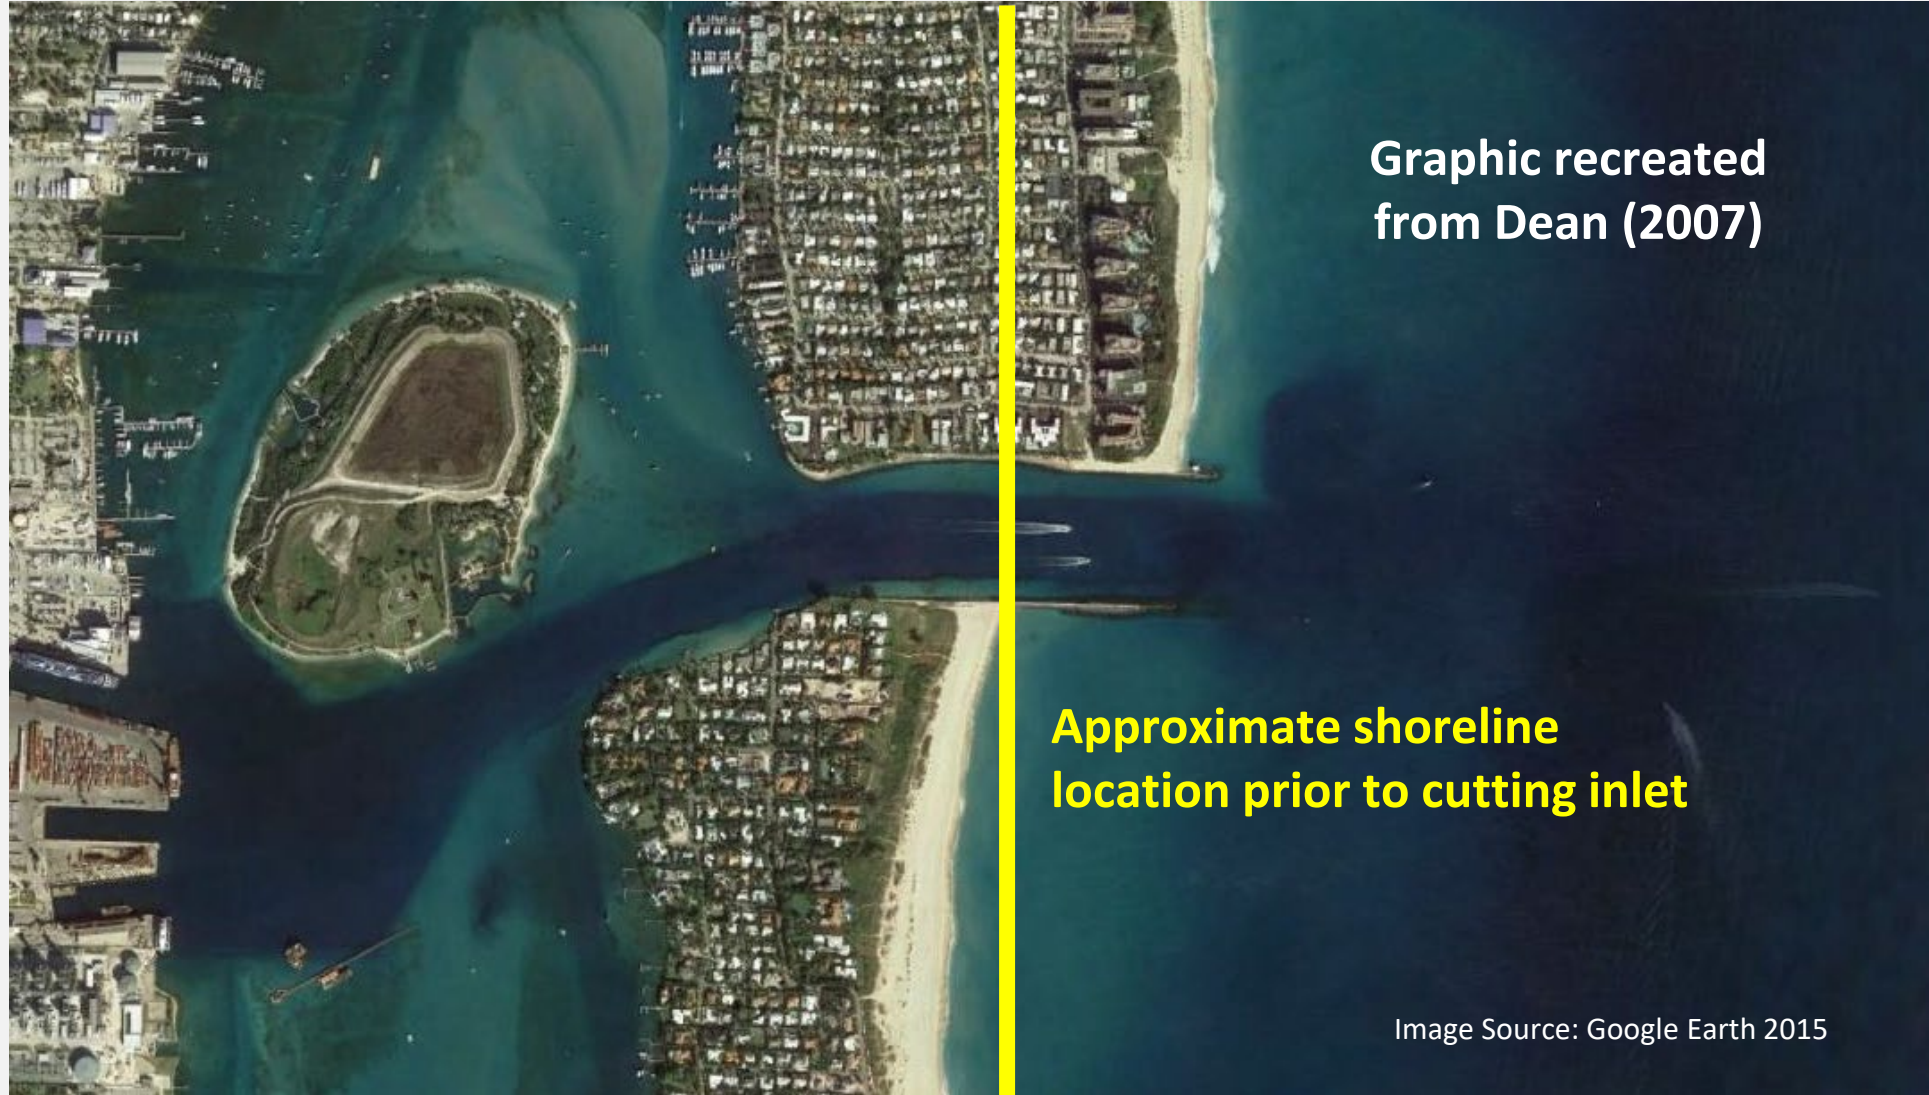 Graphic recreated
from Dean (2007)
Approximate shoreline
location prior to cutting inlet
Image Source: Google Earth 2015